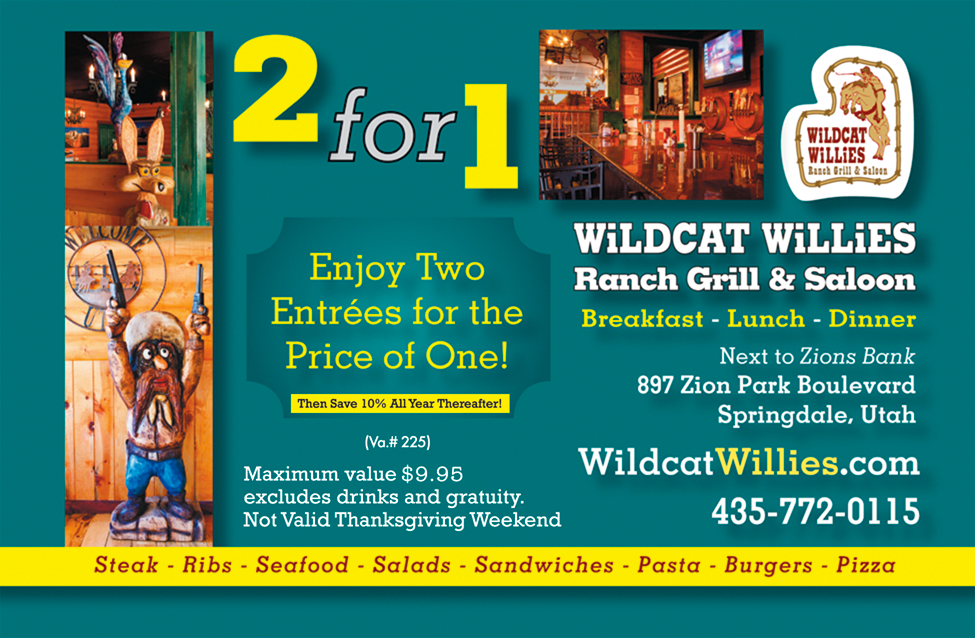 2 for 1
WiLDCAT
WiLLiES
Ranch Grill & Saloon
WELCOME
Enjoy Two
Entrées for the
Price of One!
Then Save 10% All Year Thereafter!
(Va.# 225)
Maximum value $9.95
excludes drinks and gratuity.
Not Valid Thanksgiving Weekend
WiLDCAT WiLLiES
Ranch Grill & Saloon
Breakfast - Lunch - Dinner
Next to Zions Bank
897 Zion Park Boulevard
Springdale, Utah
WildcatWillies.com
435-772-0115
Steak - Ribs - Seafood - Salads - Sandwiches - Pasta - Burgers - Pizza